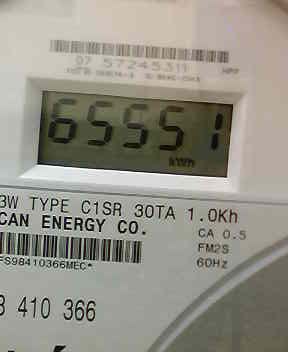 07 57245311
65551
kWh
3W TYPE C1SR 30TA 1.0Kh
CAN ENERGY CO.
CA 0.5
FM2S
60Hz
FS98410366MEC*
3 410 366